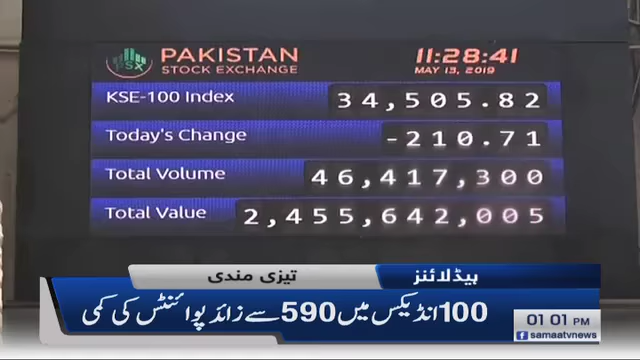 PAKISTAN
STOCK EXCHANGE
PSX
11:28:41
MAY 13, 2019
KSE-100 Index 34,505.82
Today's Change -210.71
Total Volume 46,417,300
Total Value 2,455,642,005
ہیڈلائنز
تیزی مندی
100 انڈیکس میں 590 سے زائد پوائنٹس کی کمی
01 01 PM
f samaatvnews